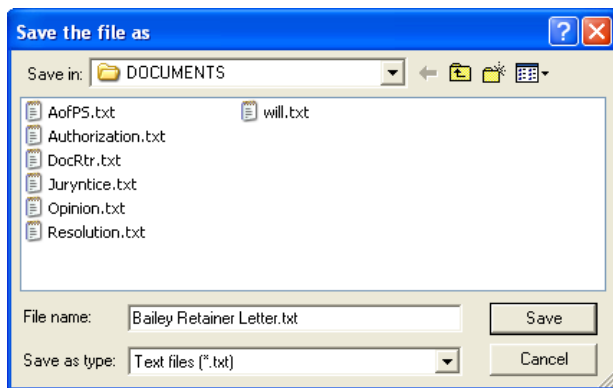 Save the file as
Save in: DOCUMENTS
AofPS.txt
Authorization.txt
DocRtr.txt
Juryntice.txt
Opinion.txt
Resolution.txt
will.txt
File name: Bailey Retainer Letter.txt Save
Save as type: Text files (*.txt) Cancel